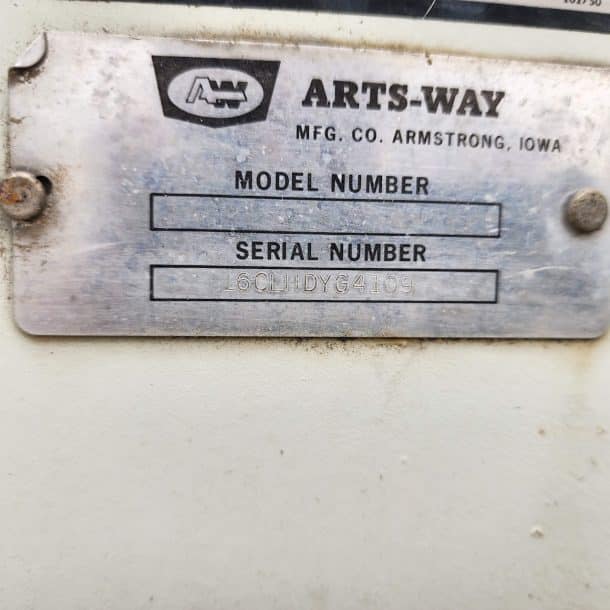 AW
ARTS-WAY
MFG. CO. ARMSTRONG, IOWA
MODEL NUMBER
SERIAL NUMBER